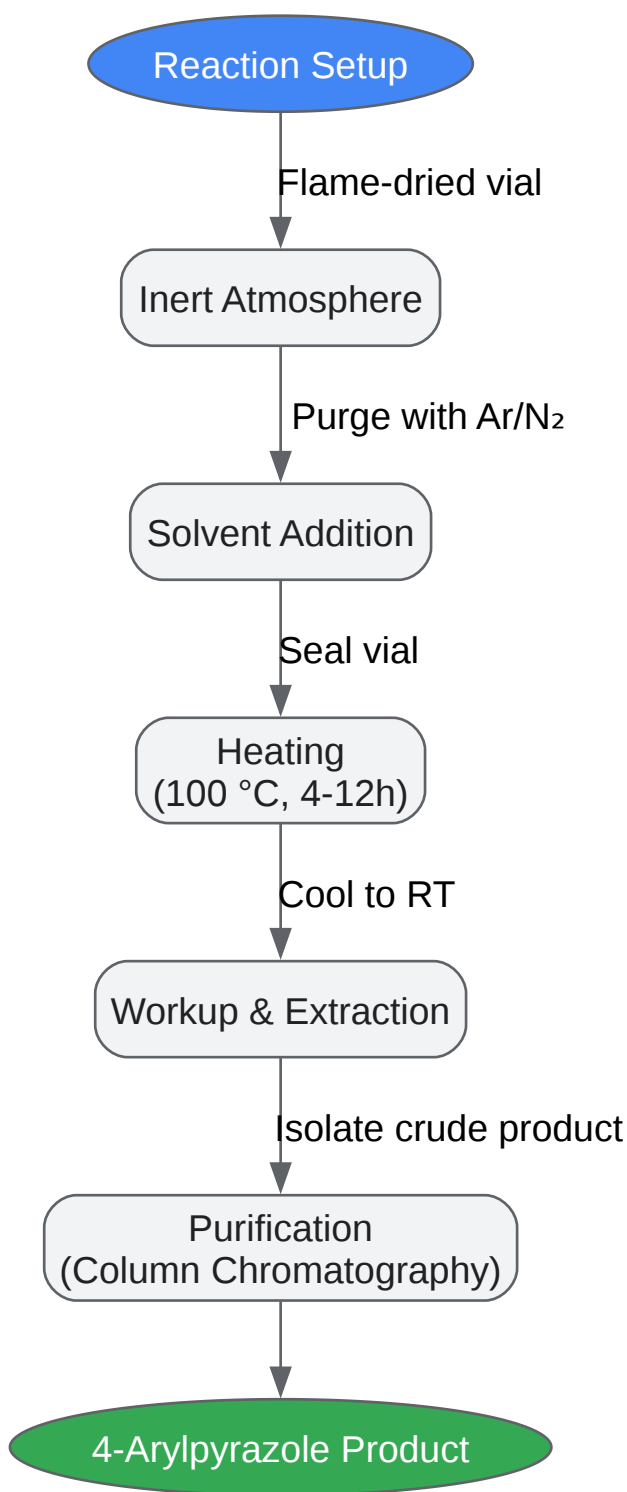 Reaction Setup
Flame-dried vial
Inert Atmosphere
Purge with Ar/N₂
Solvent Addition
Seal vial
Heating
(100 °C, 4-12h)
Cool to RT
Workup & Extraction
Isolate crude product
Purification
(Column Chromatography)
4-Arylpyrazole Product